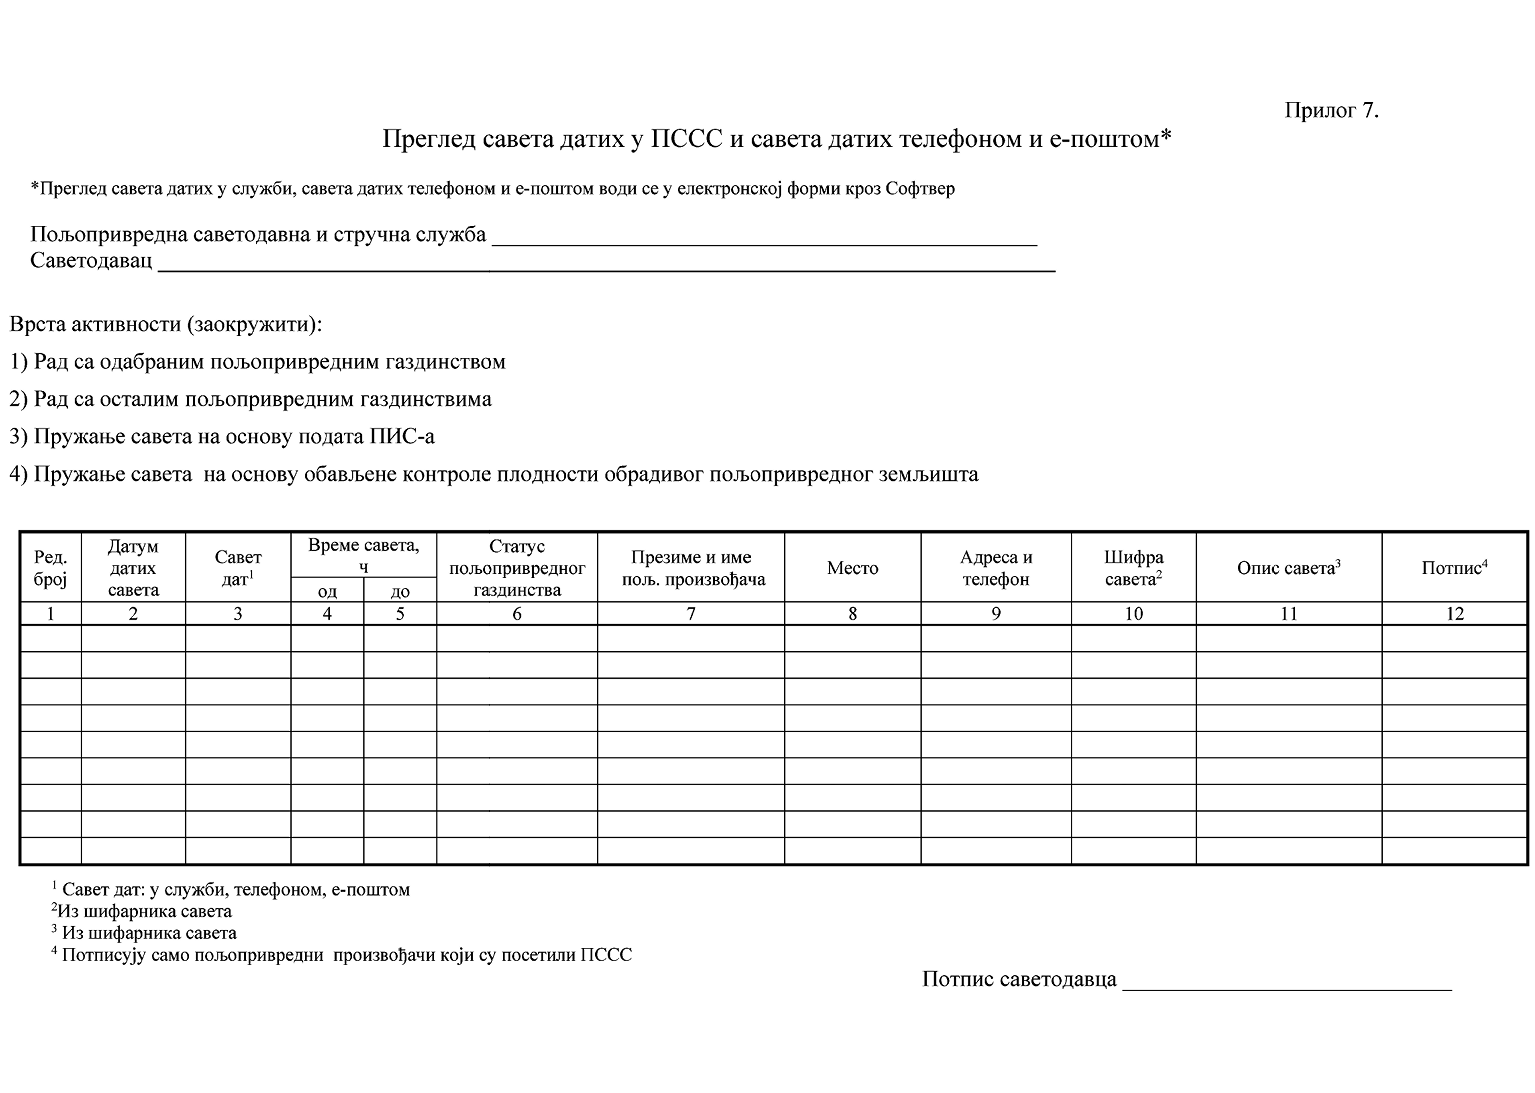 Прилог 7.
Преглед савета датих у ПССС и савета датих телефоном и е-поштом*
*Преглед савета датих у служби, савета датих телефоном и е-поштом води се у електронској форми кроз Софтвер
Пољопривредна саветодавна и стручна служба ____________________
Саветодавац ____________________
Врста активности (заокружити):
1) Рад са одабраним пољопривредним газдинством
2) Рад са осталим пољопривредним газдинствима
3) Пружање савета на основу подата ПИС-а
4) Пружање савета  на основу обављене контроле плодности обрадивог пољопривредног земљишта
Ред.
број
Датум
датих
савета
Савет
дат¹
Време савета,
ч
од
до
Статус
пољопривредног
газдинства
Презиме и име
пољ. произвођача
Место
Адреса и
телефон
Шифра
савета²
Опис савета³
Потпис⁴
1 2 3 4 5 6 7 8 9 10 11 12
¹ Савет дат: у служби, телефоном, е-поштом
²Из шифарника савета
³ Из шифарника савета
⁴ Потписују само пољопривредни  произвођачи који су посетили ПССС
Потпис саветодавца ____________________